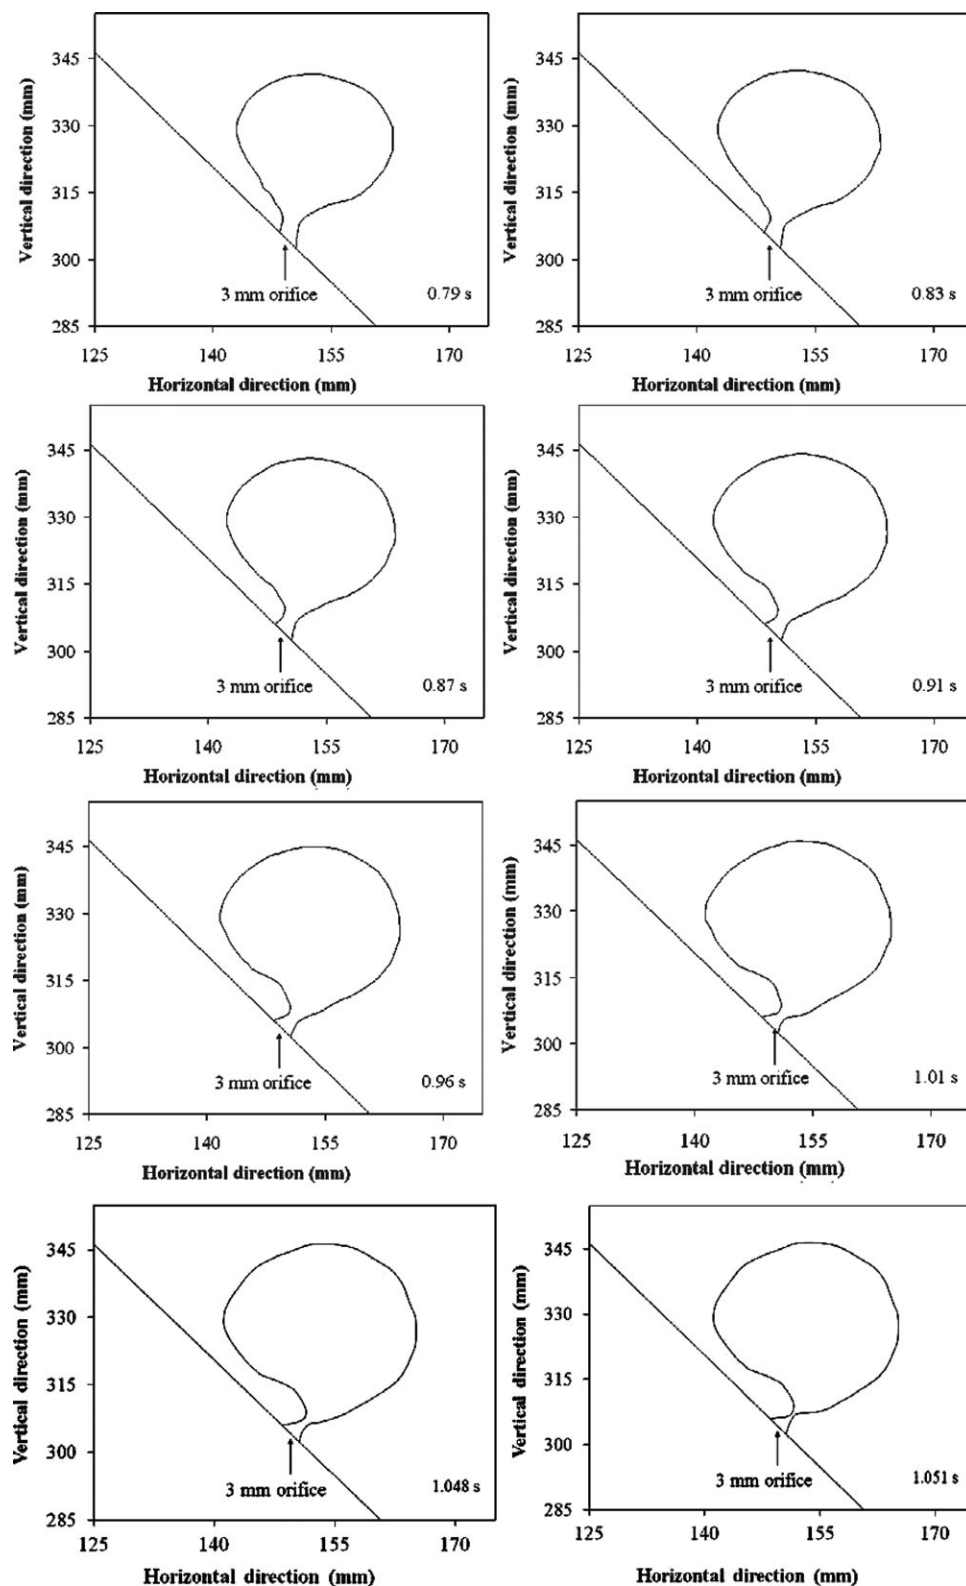 345
330
315
300
285
Vertical direction (mm)
3 mm orifice
0.79 s
125 140 155 170
Horizontal direction (mm)
345
330
315
300
285
Vertical direction (mm)
3 mm orifice
0.83 s
125 140 155 170
Horizontal direction (mm)
345
330
315
300
285
Vertical direction (mm)
3 mm orifice
0.87 s
125 140 155 170
Horizontal direction (mm)
345
330
315
300
285
Vertical direction (mm)
3 mm orifice
0.91 s
125 140 155 170
Horizontal direction (mm)
345
330
315
300
285
Vertical direction (mm)
3 mm orifice
0.96 s
125 140 155 170
Horizontal direction (mm)
345
330
315
300
285
Vertical direction (mm)
3 mm orifice
1.01 s
125 140 155 170
Horizontal direction (mm)
345
330
315
300
285
Vertical direction (mm)
3 mm orifice
1.048 s
125 140 155 170
Horizontal direction (mm)
345
330
315
300
285
Vertical direction (mm)
3 mm orifice
1.051 s
125 140 155 170
Horizontal direction (mm)